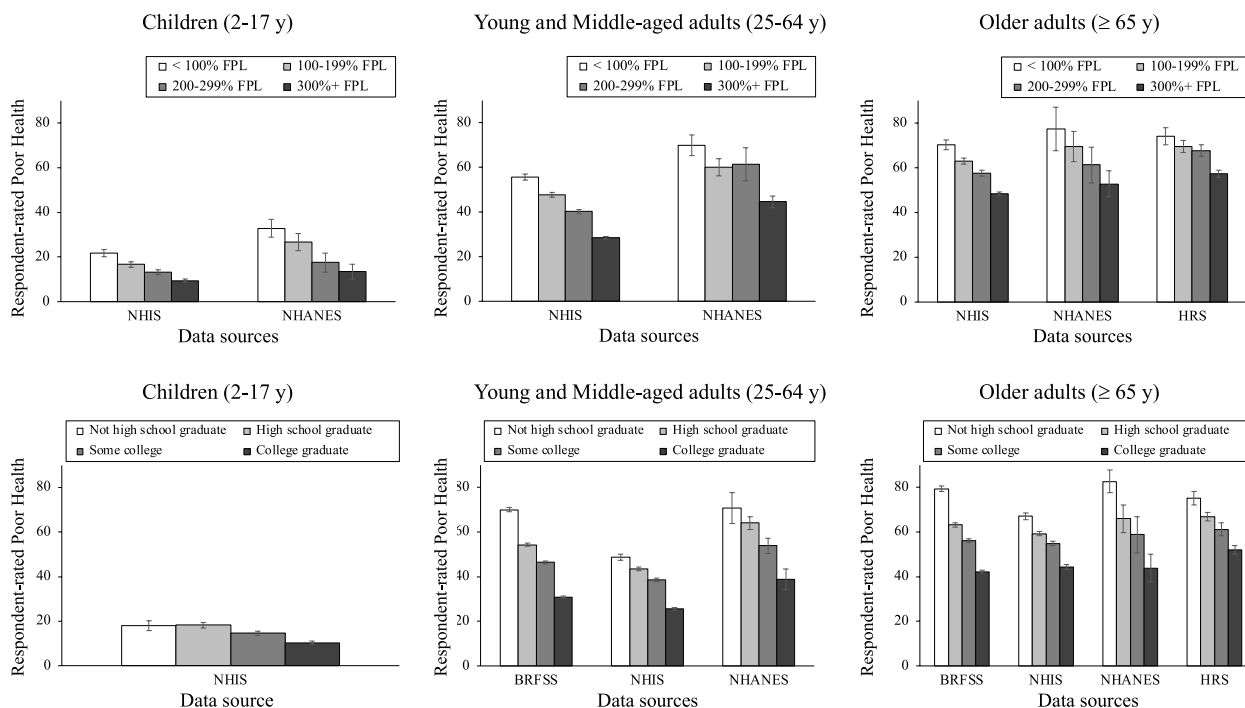 Children (2-17 y)
< 100% FPL
100-199% FPL
200-299% FPL
300%+ FPL
Respondent-rated Poor Health
80
60
40
20
0
NHIS
NHANES
Data sources
Young and Middle-aged adults (25-64 y)
< 100% FPL
100-199% FPL
200-299% FPL
300%+ FPL
Respondent-rated Poor Health
80
60
40
20
0
NHIS
NHANES
Data sources
Older adults (≥ 65 y)
< 100% FPL
100-199% FPL
200-299% FPL
300%+ FPL
Respondent-rated Poor Health
80
60
40
20
0
NHIS
NHANES
HRS
Data sources
Children (2-17 y)
Not high school graduate
High school graduate
Some college
College graduate
Respondent-rated Poor Health
80
60
40
20
0
NHIS
Data source
Young and Middle-aged adults (25-64 y)
Not high school graduate
High school graduate
Some college
College graduate
Respondent-rated Poor Health
80
60
40
20
0
BRFSS
NHIS
NHANES
Data sources
Older adults (≥ 65 y)
Not high school graduate
High school graduate
Some college
College graduate
Respondent-rated Poor Health
80
60
40
20
0
BRFSS
NHIS
NHANES
HRS
Data sources